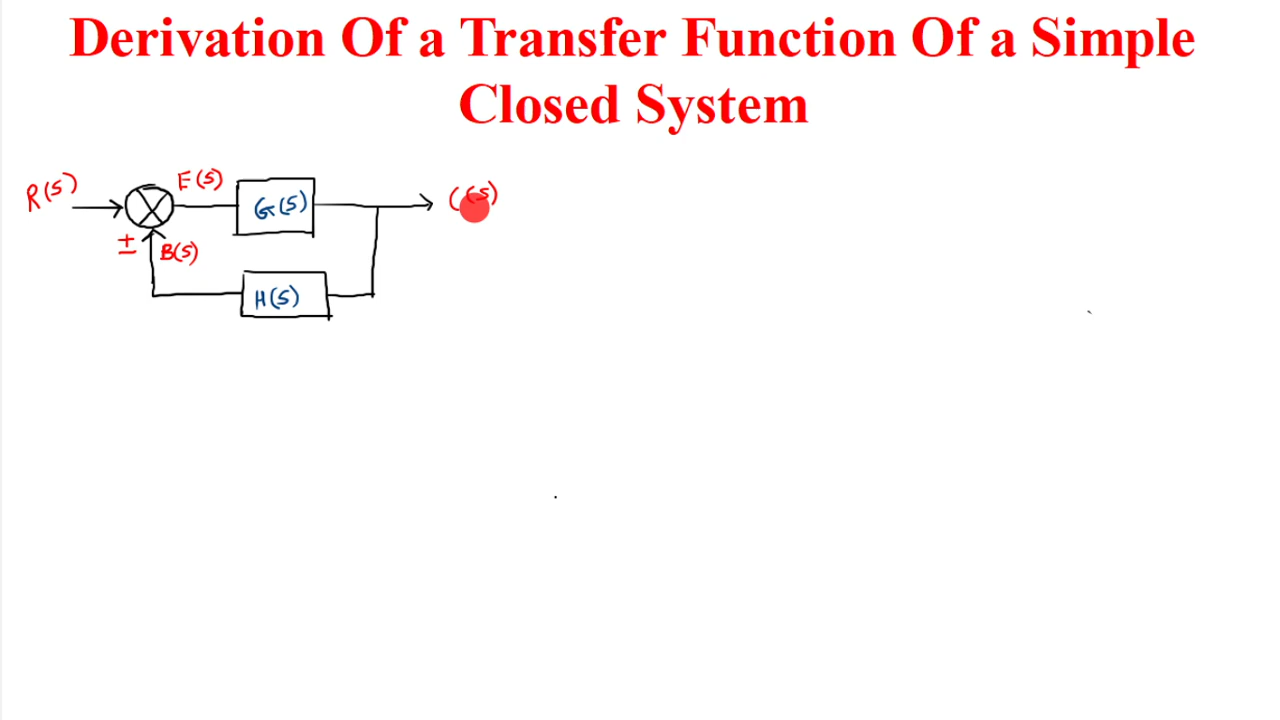 Derivation Of a Transfer Function Of a Simple
Closed System
R(s)
E(s)
G(s)
C(s)
±
B(s)
H(s)